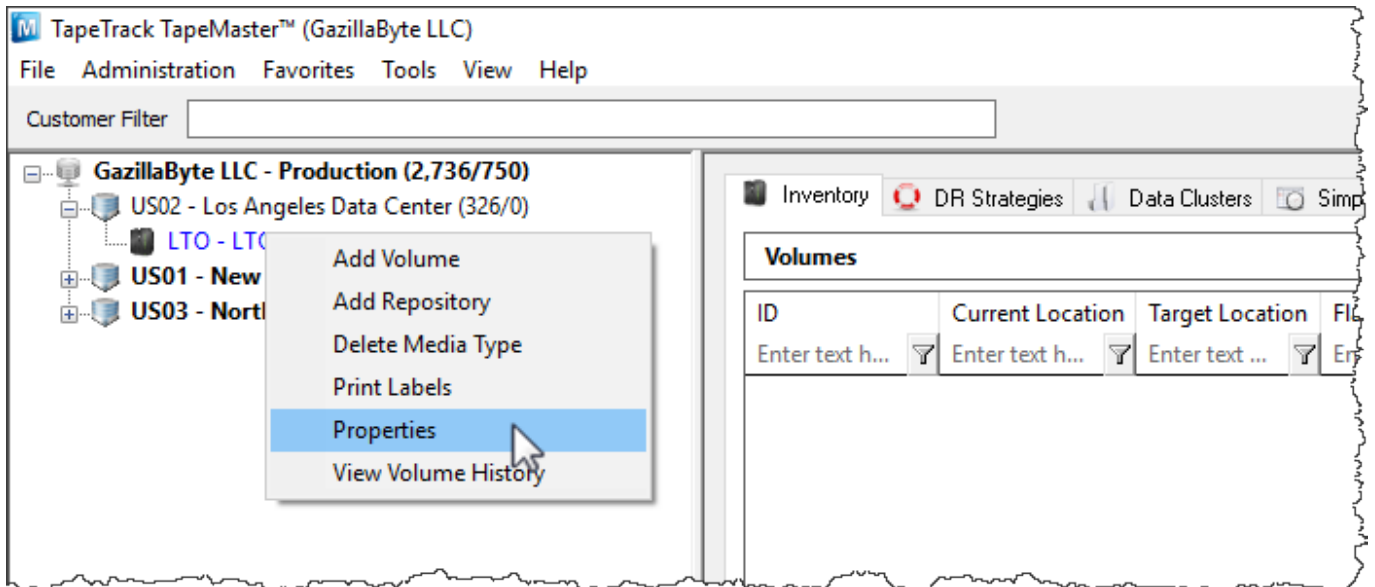 TapeTrack TapeMaster™ (GazillaByte LLC)
File Administration Favorites Tools View Help
Customer Filter
GazillaByte LLC - Production (2,736/750)
US02 - Los Angeles Data Center (326/0)
LTO - LTO
US01 - New
US03 - North
Add Volume
Add Repository
Delete Media Type
Print Labels
Properties
View Volume History
Inventory DR Strategies Data Clusters Simp
Volumes
ID Current Location Target Location
Enter text h... Enter text h... Enter text ...